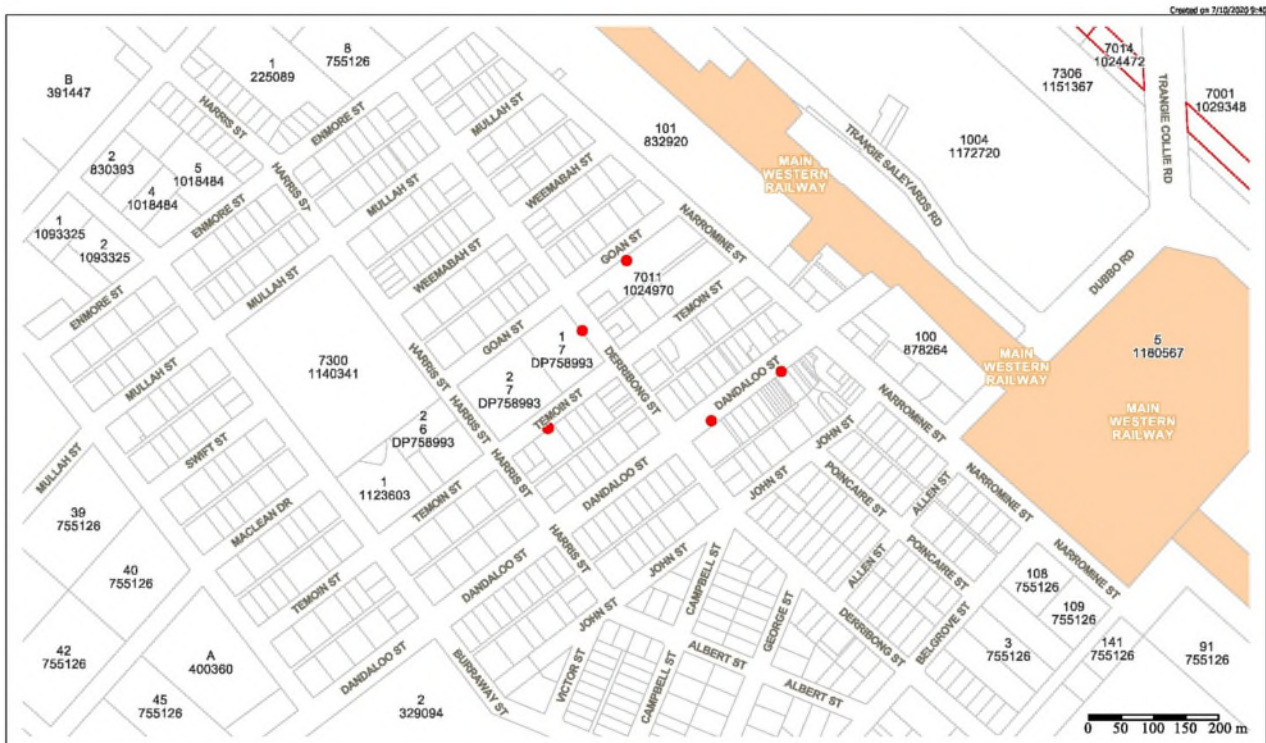 Created on 7/10/2020 9:40
B
391447
1
225089
8
755126
7014
1024472
7306
1151367
7001
1029348
TRANGIE COLLIE RD
HARRIS ST
ENMORE ST
MULLAH ST
101
832920
MAIN
WESTERN
RAILWAY
TRANGIE SALEYARDS RD
1004
1172720
2
830393
5
1018484
4
1018484
HARRIS ST
MULLAH ST
WEEMABAH ST
ENMORE ST
1
1093325
2
1093325
NARROMINE ST
GOAN ST
WEEMABAH ST
MULLAH ST
ENMORE ST
7011
1024970
TEMOIN ST
DUBBO RD
GOAN ST
1
7
DP758993
DERRIBONG ST
100
878264
5
1180567
MAIN
WESTERN
RAILWAY
MAIN
WESTERN
RAILWAY
7300
1140341
HARRIS ST
MULLAH ST
2
7
DP758993
DANDALOO ST
NARROMINE ST
TEMOIN ST
HARRIS ST
2
6
DP758993
SWIFT ST
MULLAH ST
JOHN ST
1
1123603
HARRIS ST
TEMOIN ST
DANDALOO ST
JOHN ST
POINCAIRE ST
ALLEN ST
NARROMINE ST
39
755126
MACLEAN DR
HARRIS ST
NARROMINE ST
40
755126
TEMOIN ST
DANDALOO ST
JOHN ST
CAMPBELL ST
ALLEN ST
POINCAIRE ST
108
755126
109
755126
JOHN ST
GEORGE ST
DERRIBONG ST
BELGROVE ST
3
755126
141
755126
91
755126
42
755126
A
400360
DANDALOO ST
BURRAWAY ST
VICTOR ST
CAMPBELL ST
ALBERT ST
ALBERT ST
45
755126
2
329094
0 50 100 150 200 m